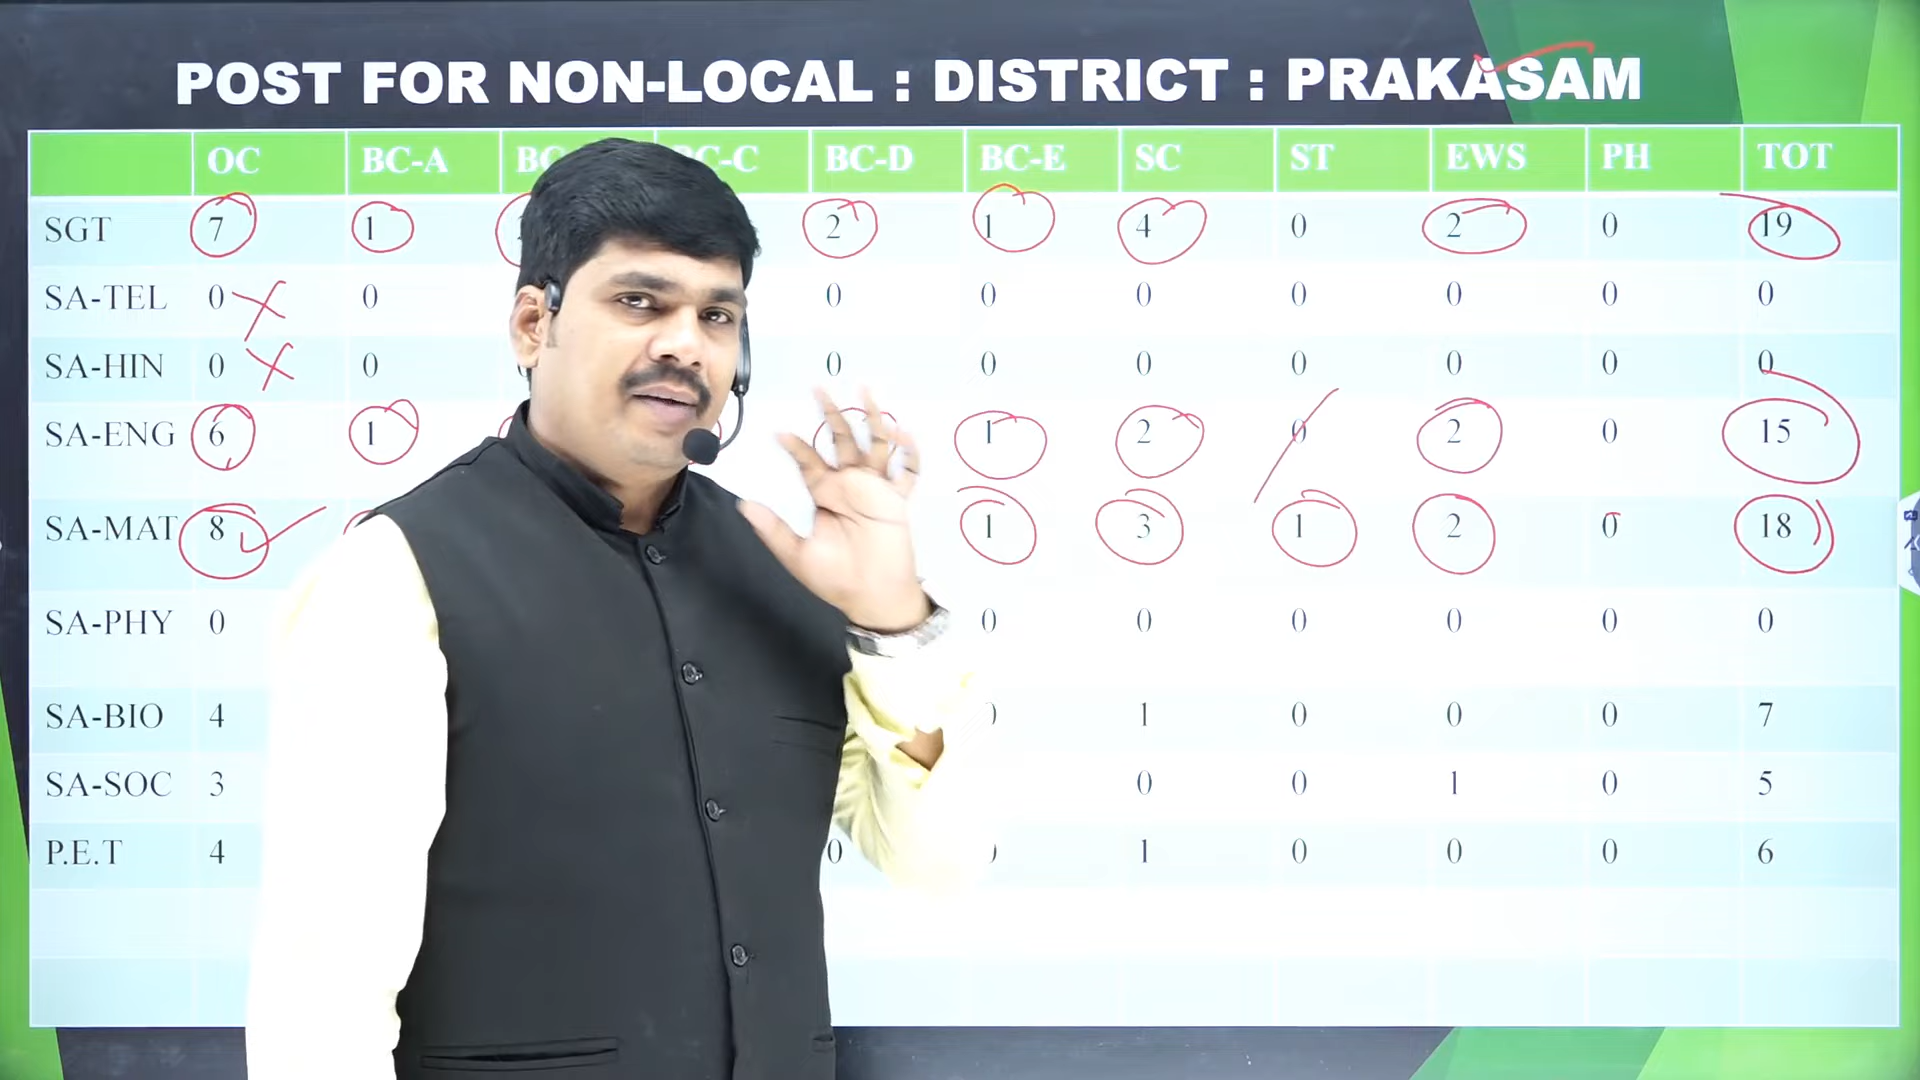 POST FOR NON-LOCAL : DISTRICT : PRAKASAM
OC BC-A BC-C BC-D BC-E SC ST EWS PH TOT
SGT 7 1 2 1 4 0 2 0 19
SA-TEL 0 0 0 0 0 0 0 0 0
SA-HIN 0 0 0 0 0 0 0 0 0
SA-ENG 6 1 1 2 0 2 0 15
SA-MAT 8 1 3 1 2 0 18
SA-PHY 0 0 0 0 0 0 0
SA-BIO 4 1 0 0 0 7
SA-SOC 3 0 0 1 0 5
P.E.T 4 0 1 0 0 0 6